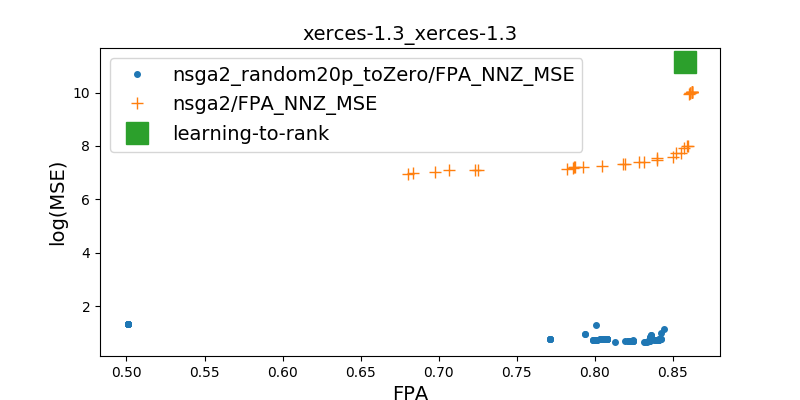 xerces-1.3_xerces-1.3
nsga2_random20p_toZero/FPA_NNZ_MSE
nsga2/FPA_NNZ_MSE
learning-to-rank
log(MSE)
10
8
6
4
2
0.50 0.55 0.60 0.65 0.70 0.75 0.80 0.85
FPA